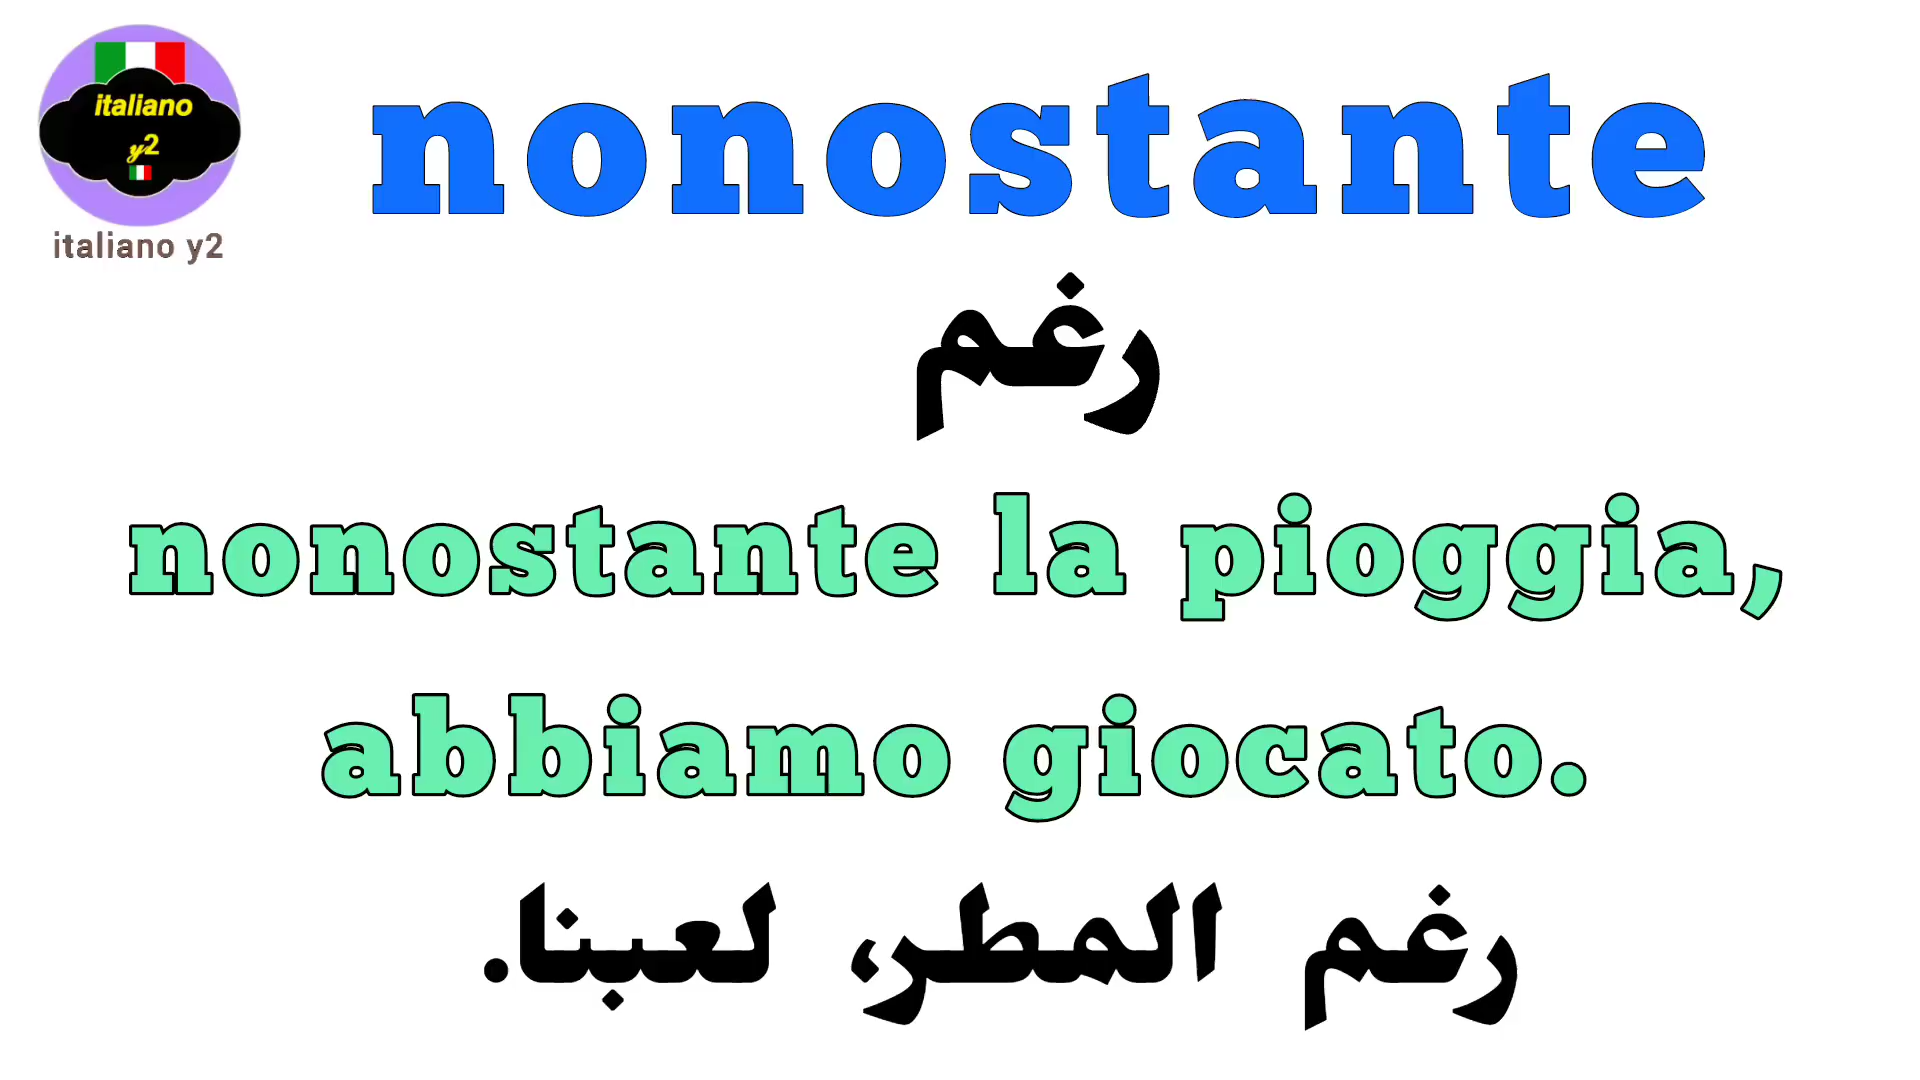 italiano
y2
italiano y2
nonostante
رغم
nonostante la pioggia,
abbiamo giocato.
رغم المطر، لعبنا.